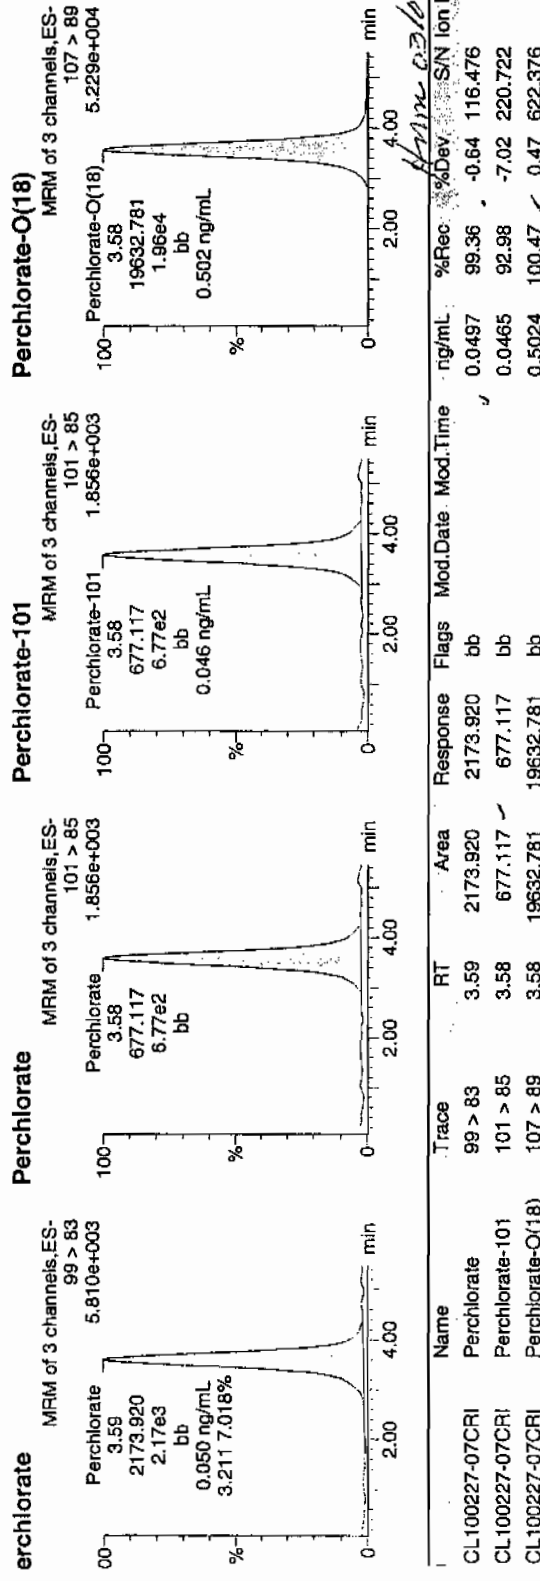 erchlorate
MRM of 3 channels,ES-
99 > 83
5.810e+003
Perchlorate
3.59
2173.920
2.17e3
bb
0.050 ng/mL
3.211 7.018%
00
%
0
2.00
4.00
min
Perchlorate
MRM of 3 channels,ES-
101 > 85
1.856e+003
Perchlorate
3.58
677.117
6.77e2
bb
100
%
0
2.00
4.00
min
Perchlorate-101
MRM of 3 channels,ES-
101 > 85
1.856e+003
Perchlorate-101
3.58
677.117
6.77e2
bb
0.046 ng/mL
100
%
0
2.00
4.00
min
Perchlorate-O(18)
MRM of 3 channels,ES-
107 > 89
5.229e+004
Perchlorate-O(18)
3.58
19632.781
1.96e4
bb
0.502 ng/mL
100
%
0
2.00
4.00
min
Name Trace RT Area Response Flags Mod.Date Mod.Time ng/mL %Rec %Dev S/N Ion
CL100227-07CRI Perchlorate 99 > 83 3.59 2173.920 2173.920 bb 0.0497 99.36 -0.64 116.476
CL100227-07CRI Perchlorate-101 101 > 85 3.58 677.117 677.117 bb 0.0465 92.98 -7.02 220.722
CL100227-07CRI Perchlorate-O(18) 107 > 89 3.58 19632.781 19632.781 bb 0.5024 100.47 0.47 622.376